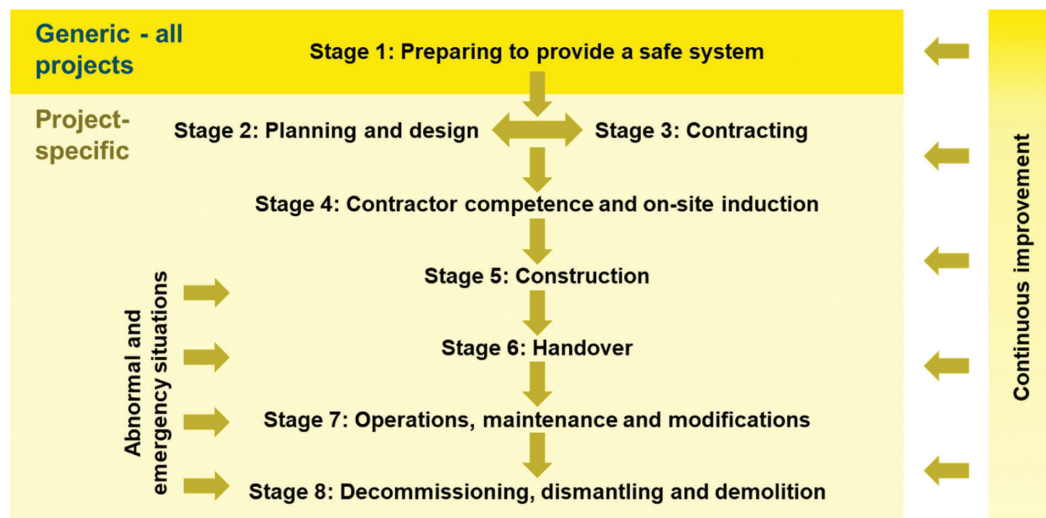 Generic - all
projects
Stage 1: Preparing to provide a safe system
Project-
specific
Stage 2: Planning and design
Stage 3: Contracting
Stage 4: Contractor competence and on-site induction
Stage 5: Construction
Stage 6: Handover
Stage 7: Operations, maintenance and modifications
Stage 8: Decommissioning, dismantling and demolition
Abnormal and
emergency situations
Continuous improvement